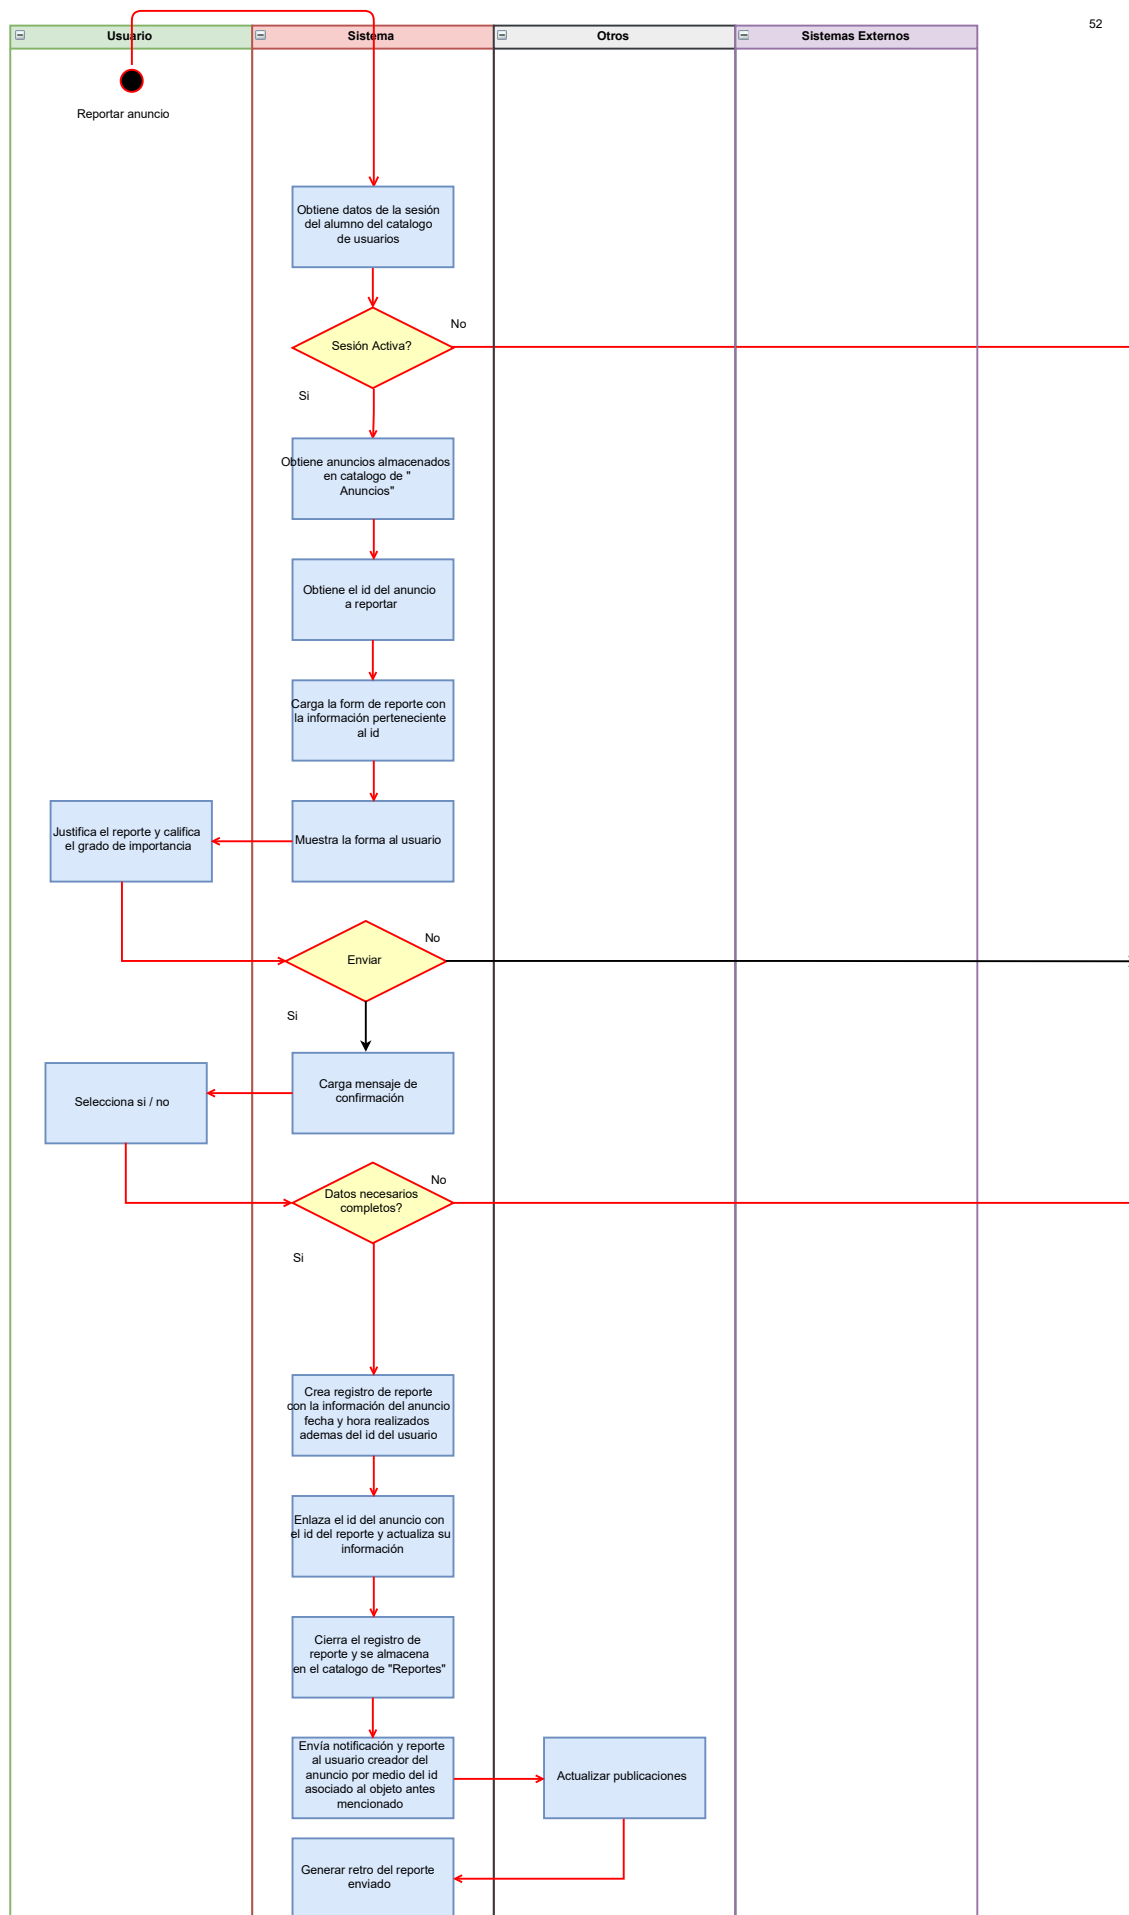 52
Usuario
Sistema
Otros
Sistemas Externos
Reportar anuncio
Obtiene datos de la sesión
del alumno del catalogo
de usuarios
No
Sesión Activa?
Si
Obtiene anuncios almacenados
en catalogo de "
Anuncios"
Obtiene el id del anuncio
a reportar
Carga la form de reporte con
la información perteneciente
al id
Justifica el reporte y califica
el grado de importancia
Muestra la forma al usuario
No
Enviar
Si
Carga mensaje de
confirmación
Selecciona si / no
No
Datos necesarios
completos?
Si
Crea registro de reporte
con la información del anuncio
fecha y hora realizados
ademas del id del usuario
Enlaza el id del anuncio con
el id del reporte y actualiza su
información
Cierra el registro de
reporte y se almacena
en el catalogo de "Reportes"
Envía notificación y reporte
al usuario creador del
anuncio por medio del id
asociado al objeto antes
mencionado
Actualizar publicaciones
Generar retro del reporte
enviado